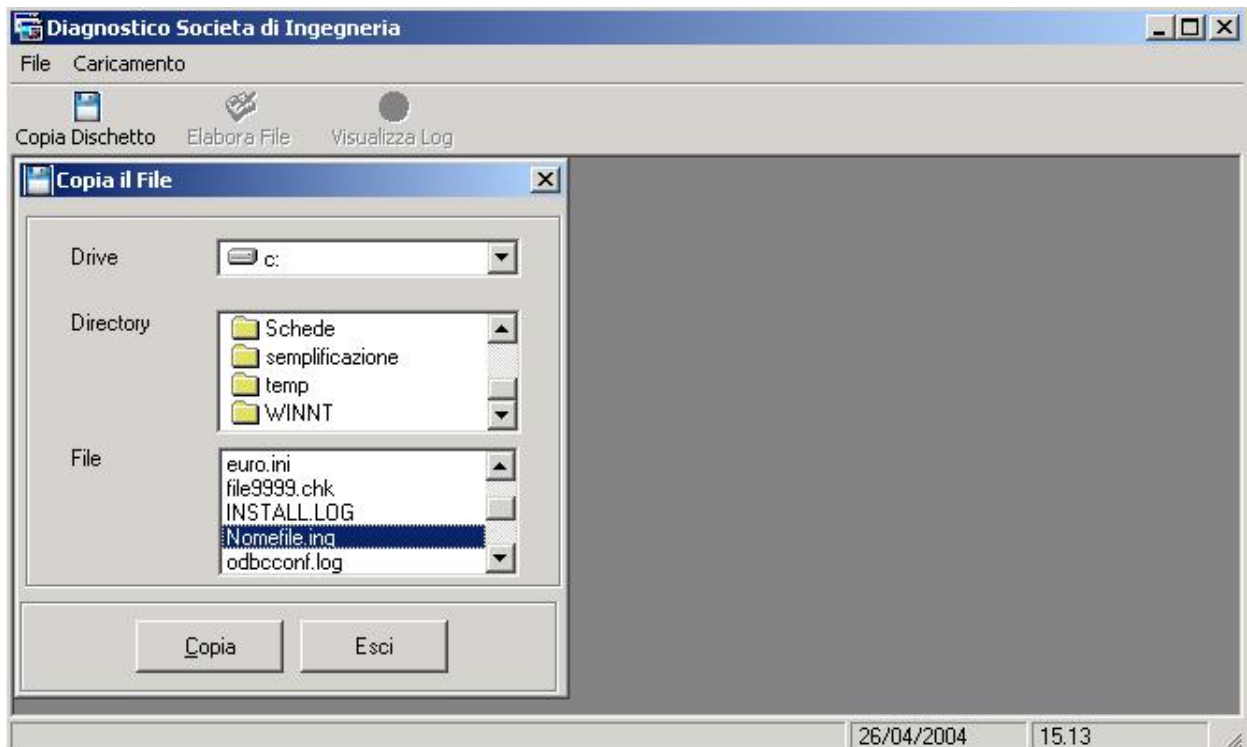 Diagnostico Societa di Ingegneria
File Caricamento
Copia Dischetto Elabora File Visualizza Log
Copia il File
Drive c:
Directory Schede
semplificazione
temp
WINNT
File euro.ini
file9999.chk
INSTALL.LOG
Nomefile.ing
odbcconf.log
Copia Esci
26/04/2004 15.13